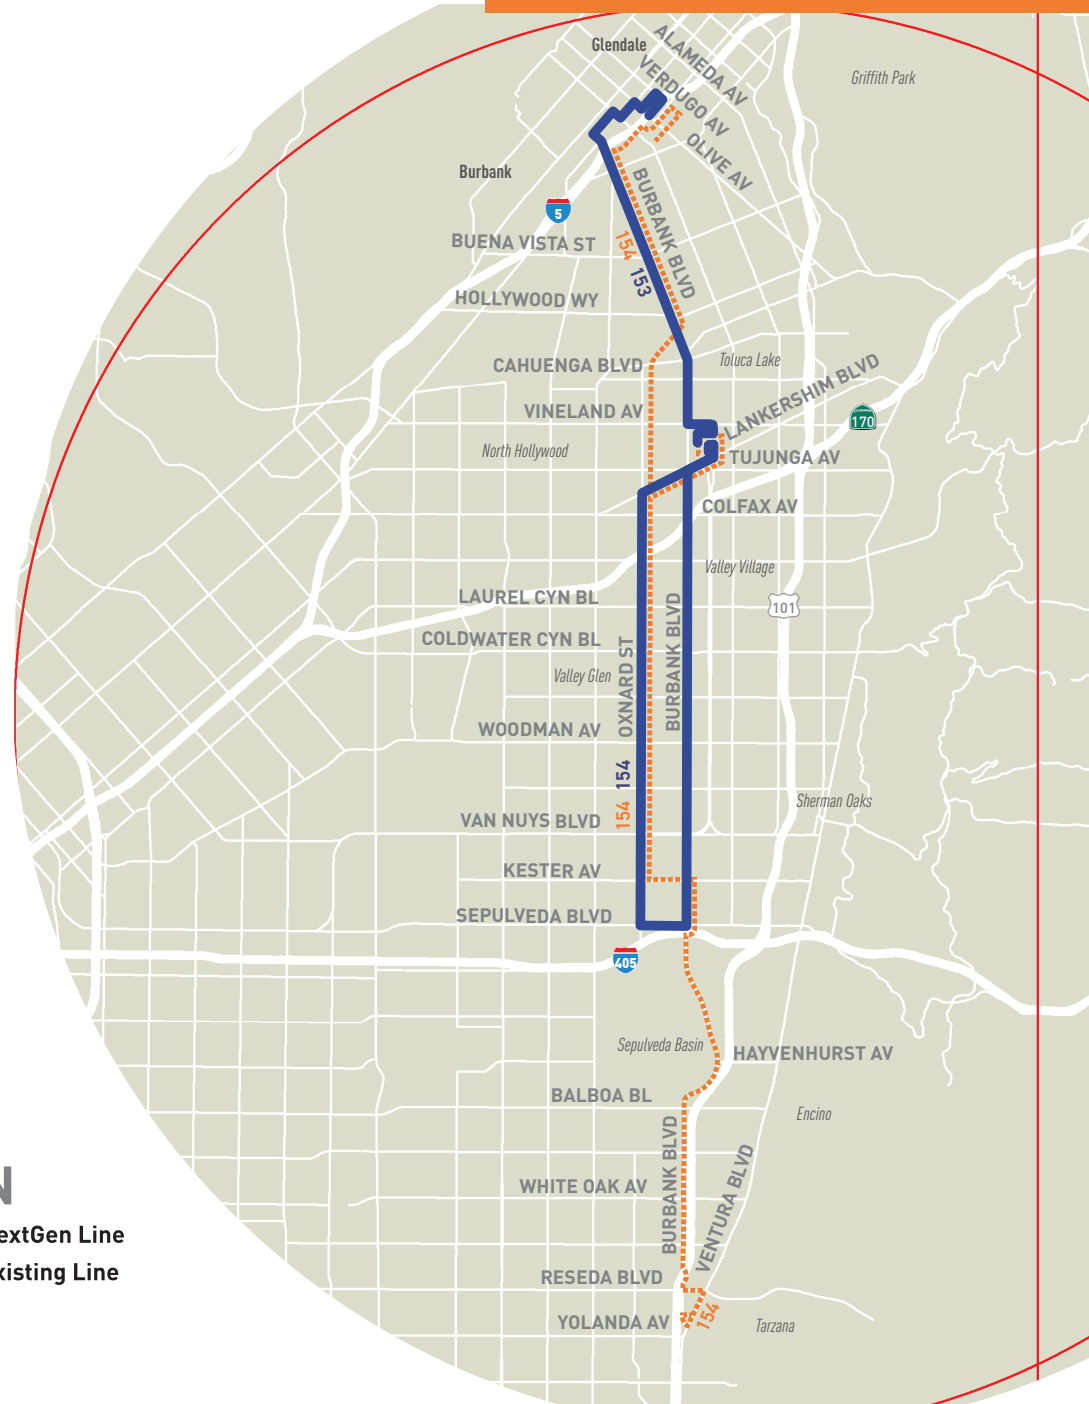 Glendale
ALAMEDA AV
Griffith Park
VERDUGO AV
OLIVE AV
Burbank
BURBANK BLVD
5
BUENA VISTA ST
154
153
HOLLYWOOD WY
CAHUENGA BLVD
Toluca Lake
LANKERSHIM BLVD
VINELAND AV
CALIFORNIA
170
North Hollywood
TUJUNGA AV
COLFAX AV
Valley Village
LAUREL CYN BL
101
COLDWATER CYN BL
OXNARD ST
BURBANK BLVD
Valley Glen
WOODMAN AV
154
154
Sherman Oaks
VAN NUYS BLVD
KESTER AV
SEPULVEDA BLVD
405
Sepulveda Basin
HAYVENHURST AV
BALBOA BL
Encino
BURBANK BLVD
VENTURA BLVD
WHITE OAK AV
N
extGen Line
xisting Line
RESEDA BLVD
YOLANDA AV
154
Tarzana